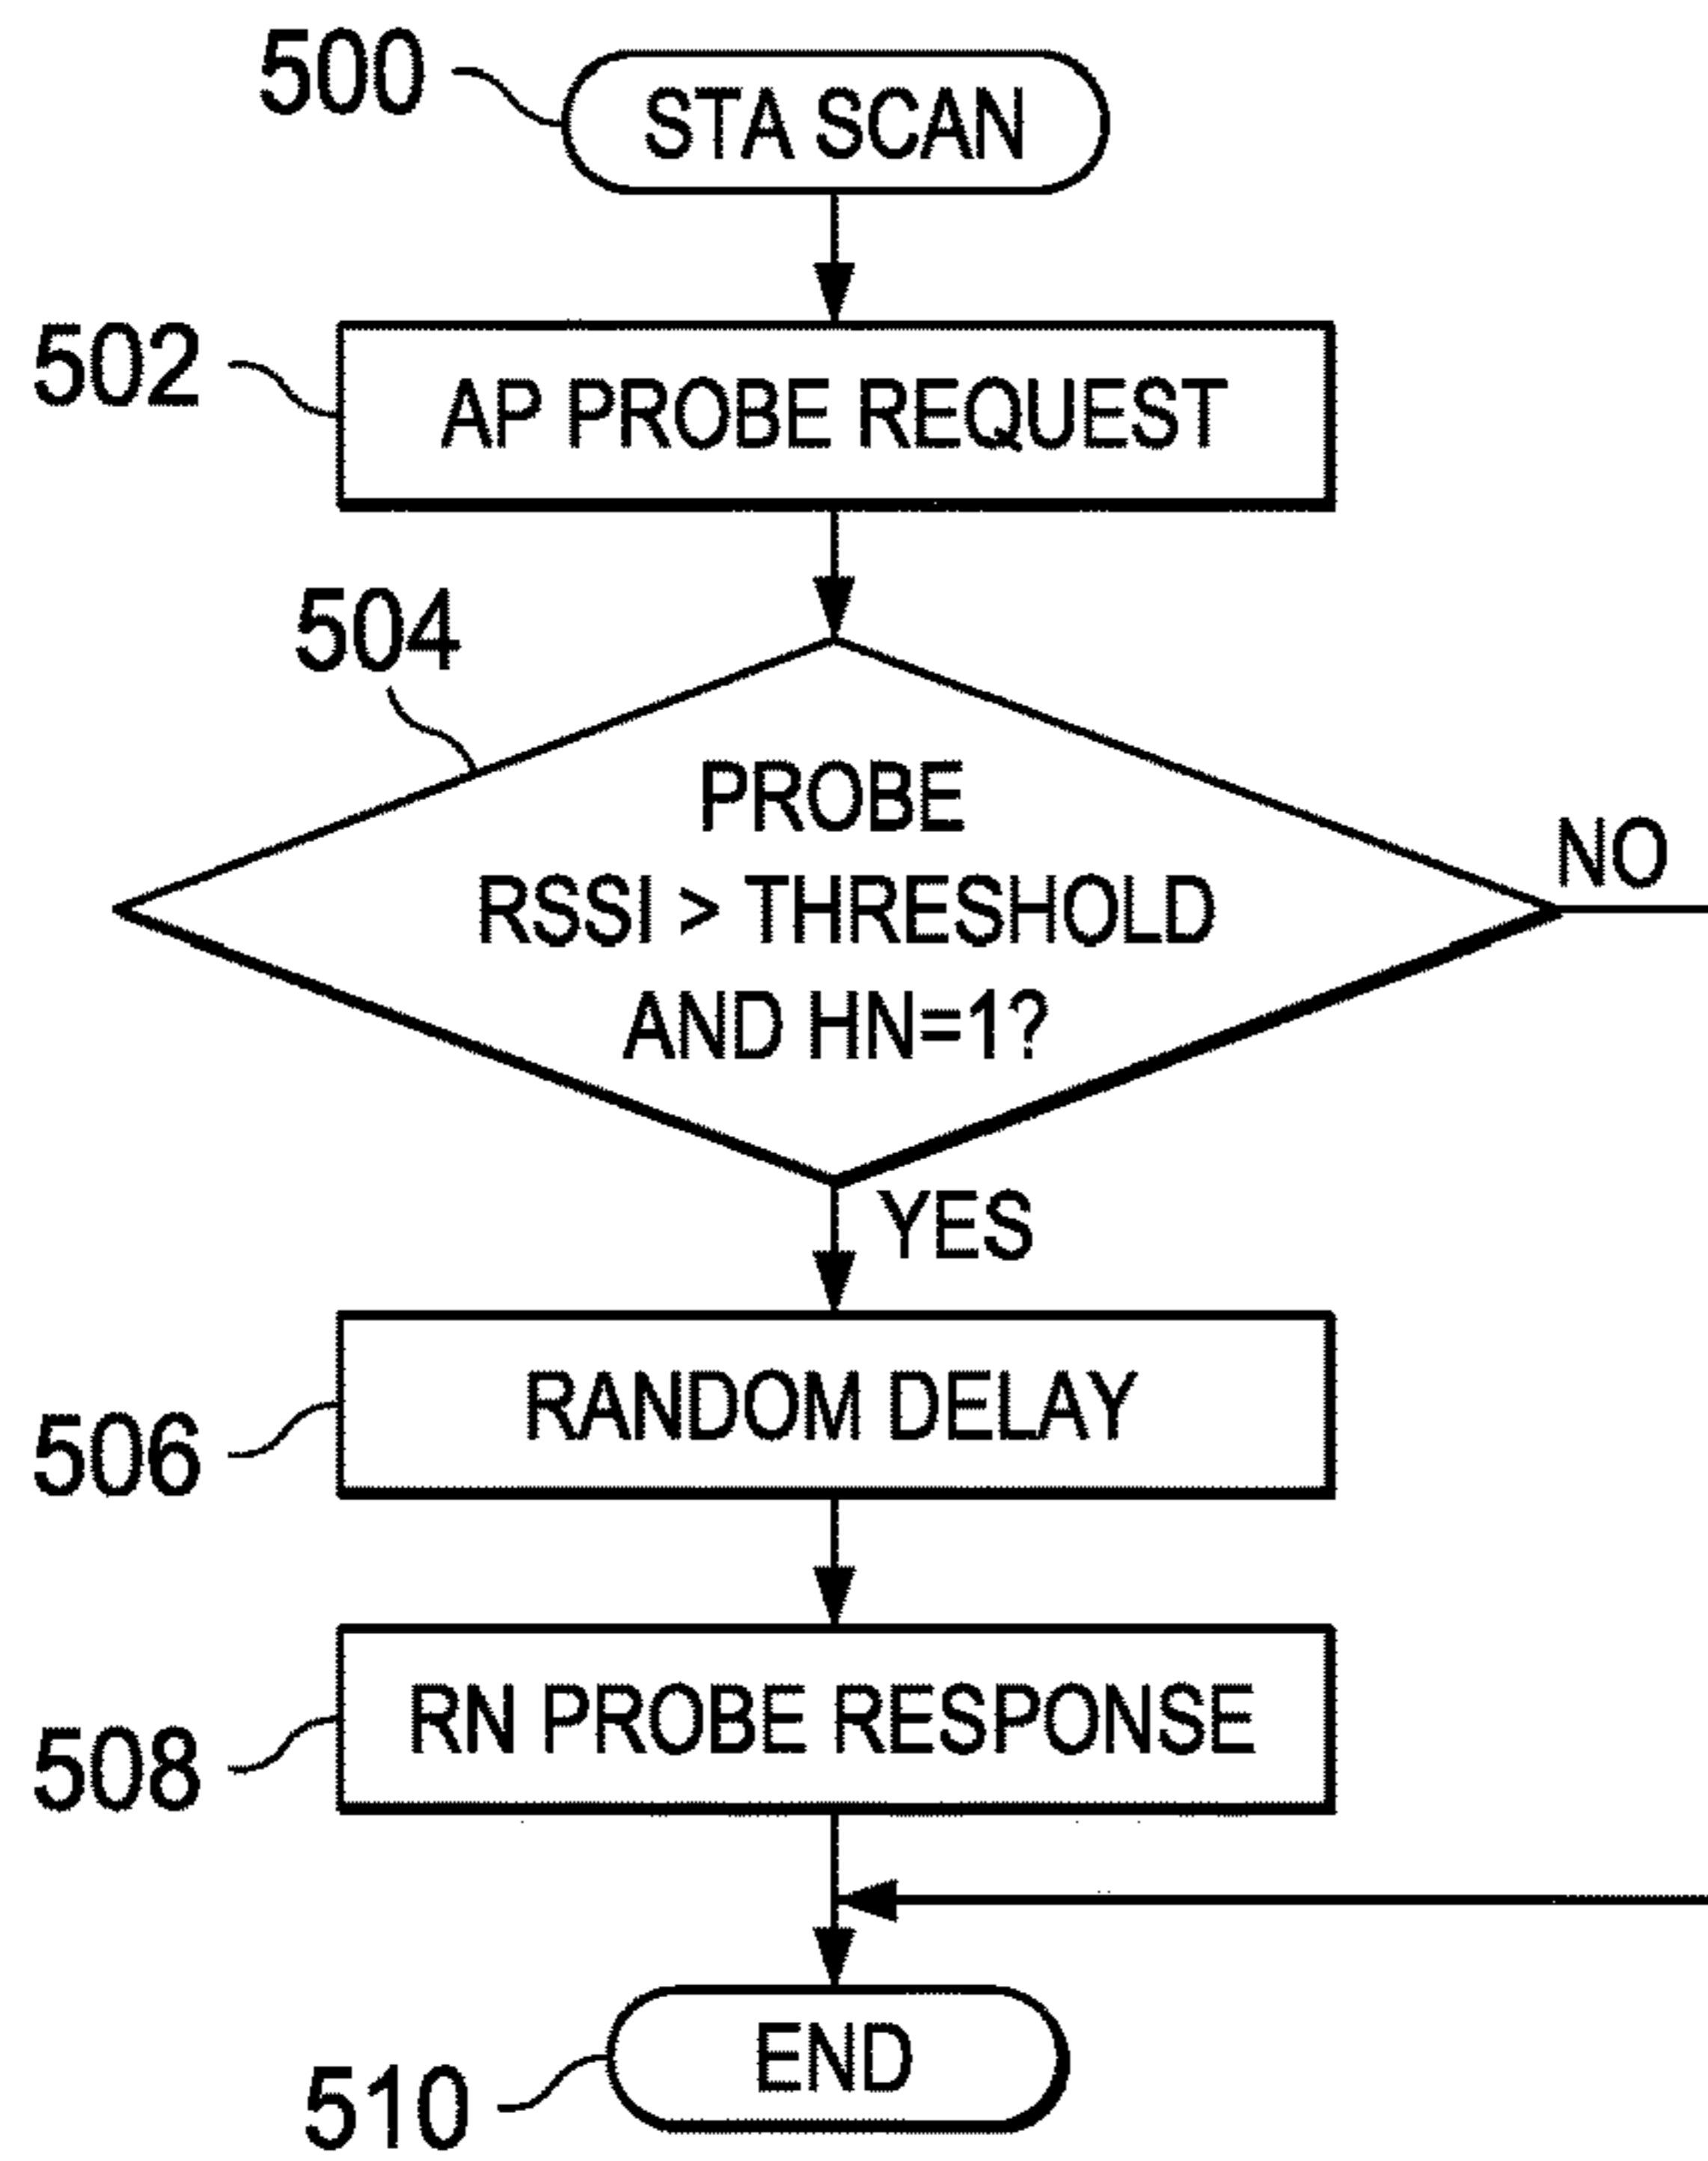 500
STA SCAN
502
AP PROBE REQUEST
504
PROBE
RSSI > THRESHOLD
AND HN=1?
NO
YES
506
RANDOM DELAY
508
RN PROBE RESPONSE
510
END